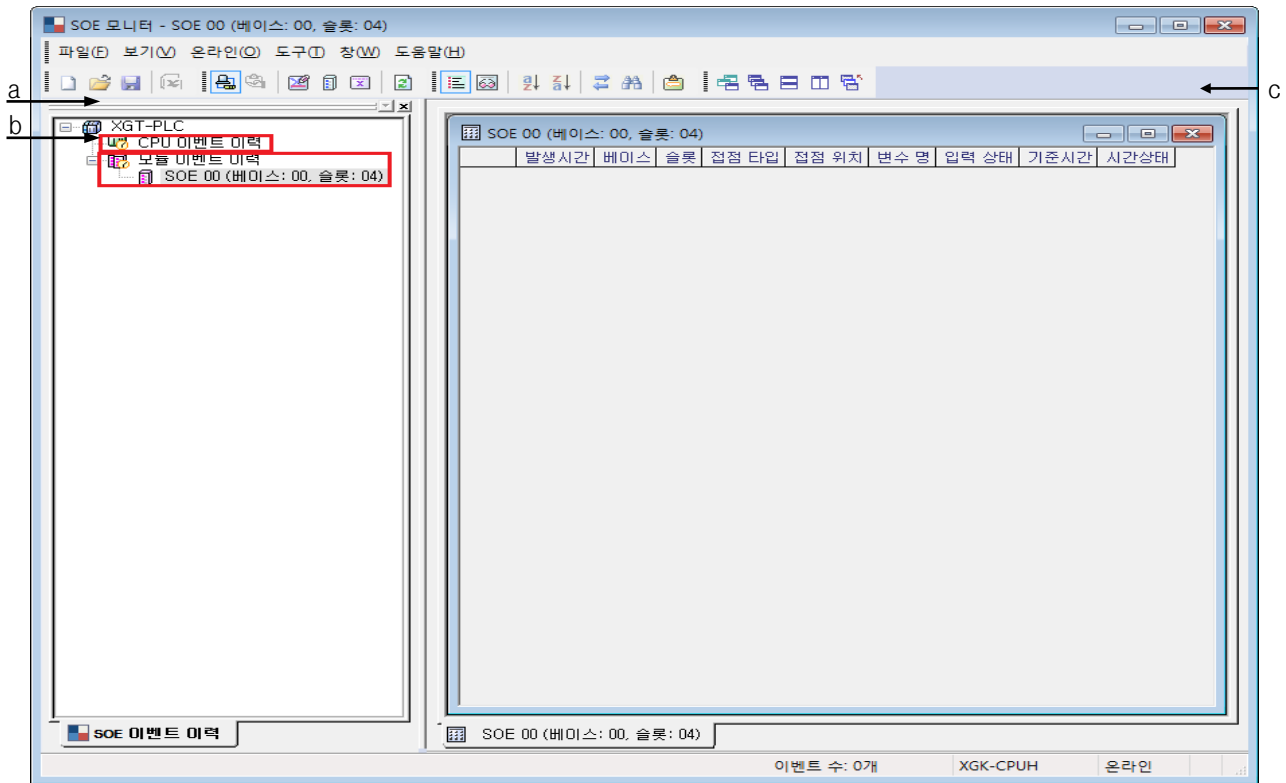 SOE 모니터 - SOE 00 (베이스: 00, 슬롯: 04)
파일(F) 보기(V) 온라인(O) 도구(T) 창(W) 도움말(H)
a
b
c
XGT-PLC
CPU 이벤트 이력
모듈 이벤트 이력
SOE 00 (베이스: 00, 슬롯: 04)
SOE 이벤트 이력
SOE 00 (베이스: 00, 슬롯: 04)
발생시간 베이스 슬롯 접점 타입 접점 위치 변수 명 입력 상태 기준시간 시간상태
SOE 00 (베이스: 00, 슬롯: 04)
이벤트 수: 0개 XGK-CPUH 온라인